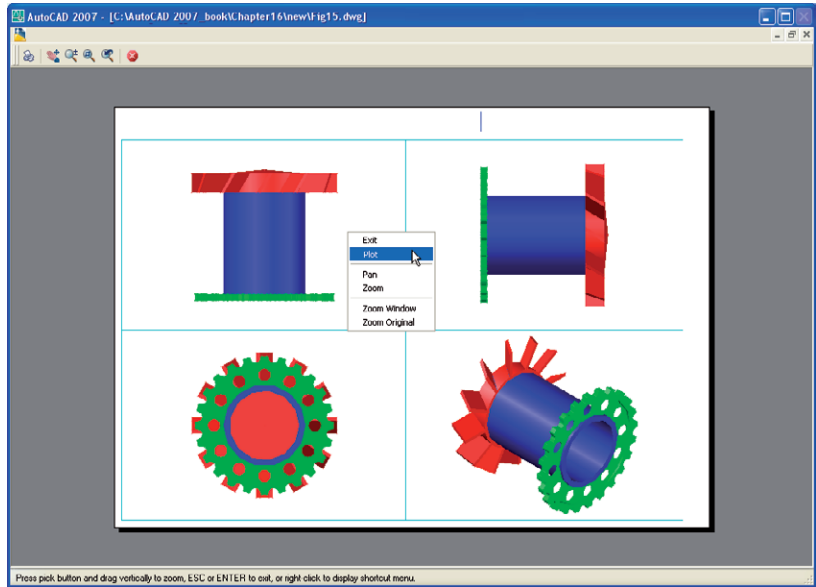 AutoCAD 2007 - [C:\AutoCAD 2007_book\Chapter16\new\Fig15.dwg]
Exit
Plot
Pan
Zoom
Zoom Window
Zoom Original
Press pick button and drag vertically to zoom, ESC or ENTER to exit, or right-click to display shortcut menu.